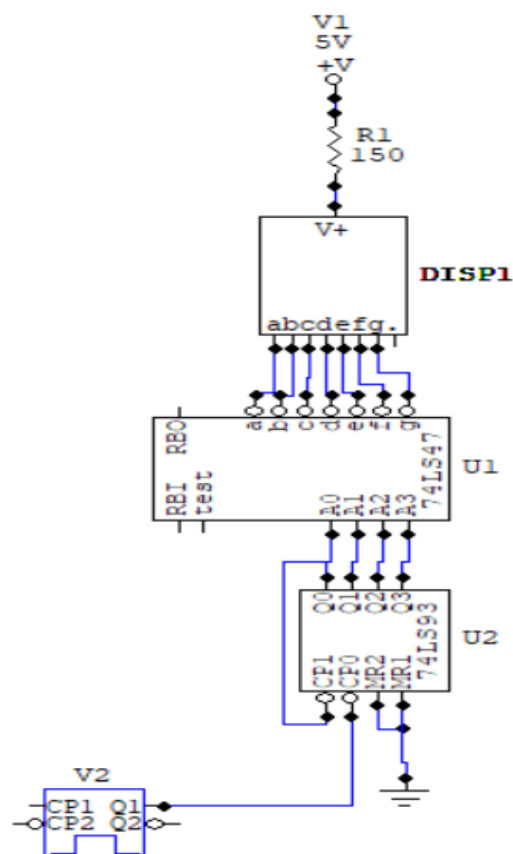 V1
5V
+V
R1
150
V+
DISP1
abcdefg.
RBO a b c d e f g
74LS47
U1
RBI test A0 A1 A2 A3
Q0 Q1 Q2 Q3
74LS93
U2
CP1 CP0 MR2 MR1
V2
CP1 Q1
CP2 Q2